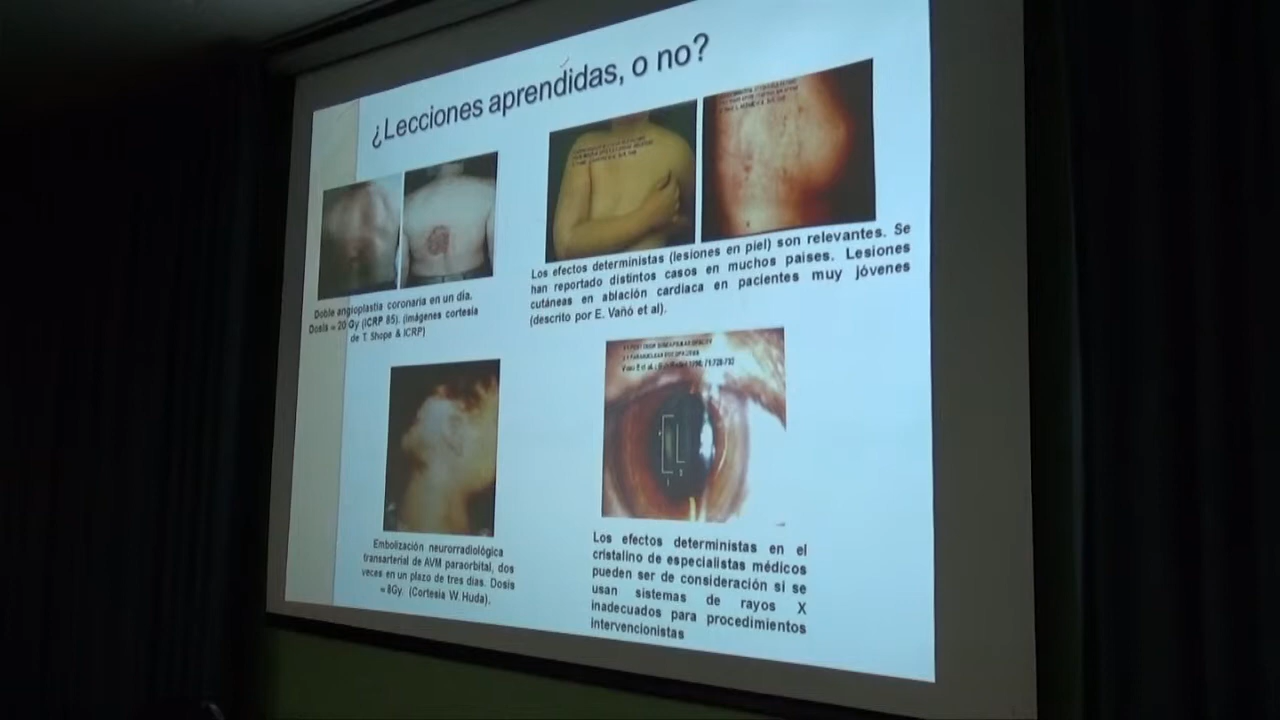 ¿Lecciones aprendidas, o no?
Doble angioplastia coronaria en un día.
Dosis = 20 Gy (ICRP 85). (imágenes cortesía
de T. Shope & ICRP)
Los efectos deterministas (lesiones en piel) son relevantes. Se
han reportado distintos casos en muchos países. Lesiones
cutáneas en ablación cardíaca en pacientes muy jóvenes
(descrito por E. Vañó et al).
Embolización neurorradiológica
transarterial de AVM paraorbital, dos
veces en un plazo de tres días. Dosis
= 8Gy. (Cortesía W. Huda).
Los efectos deterministas en el
cristalino de especialistas médicos
pueden ser de consideración si se
usan sistemas de rayos X
inadecuados para procedimientos
intervencionistas